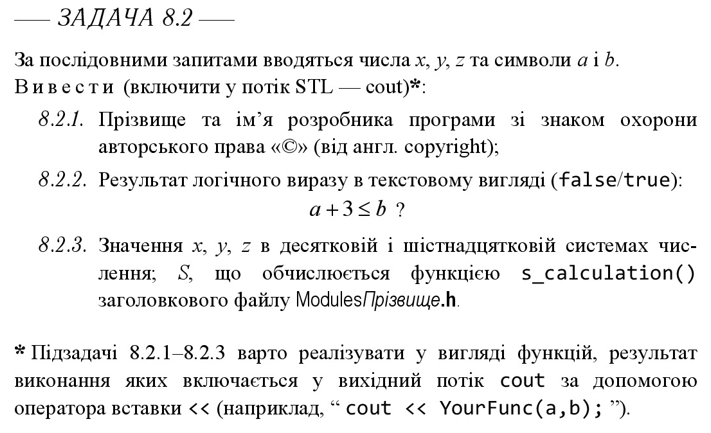 — ЗАДАЧА 8.2 —
За послідовними запитами вводяться числа x, y, z та символи a і b.
Вивести (включити у потік STL — cout)*:
8.2.1. Прізвище та ім’я розробника програми зі знаком охорони
авторського права «©» (від англ. copyright);
8.2.2. Результат логічного виразу в текстовому вигляді (false/true):
a + 3 ≤ b ?
8.2.3. Значення x, y, z в десятковій і шістнадцятковій системах чис-
лення; S, що обчислюється функцією s_calculation()
заголовкового файлу ModulesПрізвище.h.
* Підзадачі 8.2.1–8.2.3 варто реалізувати у вигляді функцій, результат
виконання яких включається у вихідний потік cout за допомогою
оператора вставки << (наприклад, “ cout << YourFunc(a,b); ”).